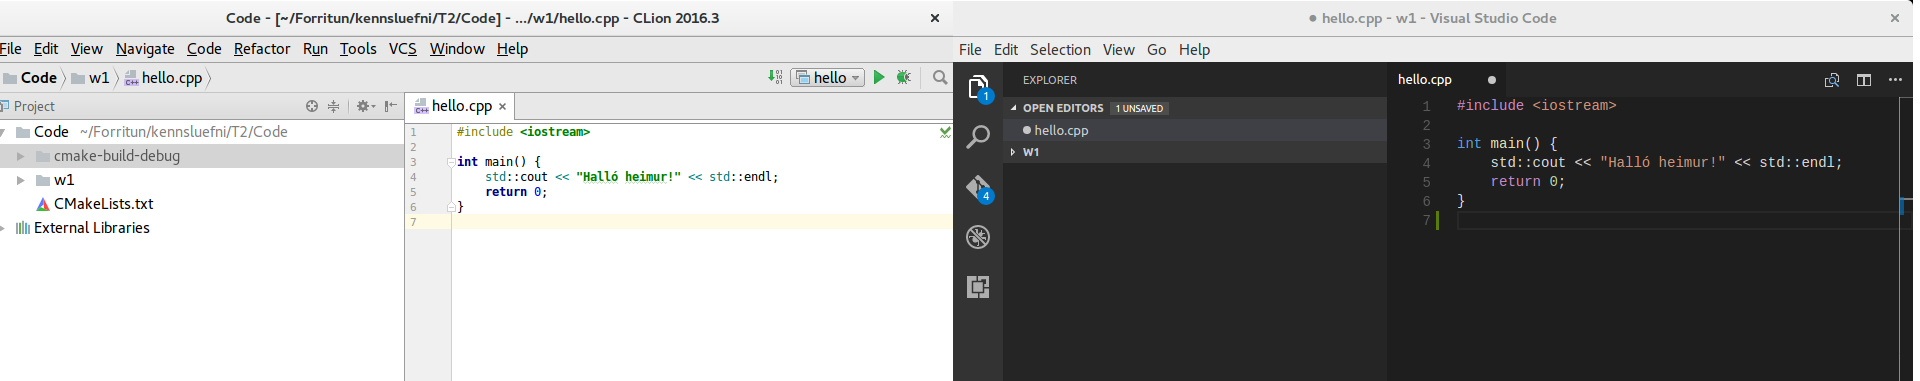 Code - [~/Forritun/kennsluefni/T2/Code] - .../w1/hello.cpp - CLion 2016.3
File Edit View Navigate Code Refactor Run Tools VCS Window Help
Code w1 hello.cpp
hello
Project
Code ~/Forritun/kennsluefni/T2/Code
cmake-build-debug
w1
CMakeLists.txt
External Libraries
hello.cpp
1 #include <iostream>
2
3 int main() {
4 std::cout << "Halló heimur!" << std::endl;
5 return 0;
6 }
7
hello.cpp - w1 - Visual Studio Code
File Edit Selection View Go Help
1
4
EXPLORER
OPEN EDITORS 1 UNSAVED
hello.cpp
W1
hello.cpp
1 #include <iostream>
2
3 int main() {
4 std::cout << "Halló heimur!" << std::endl;
5 return 0;
6 }
7